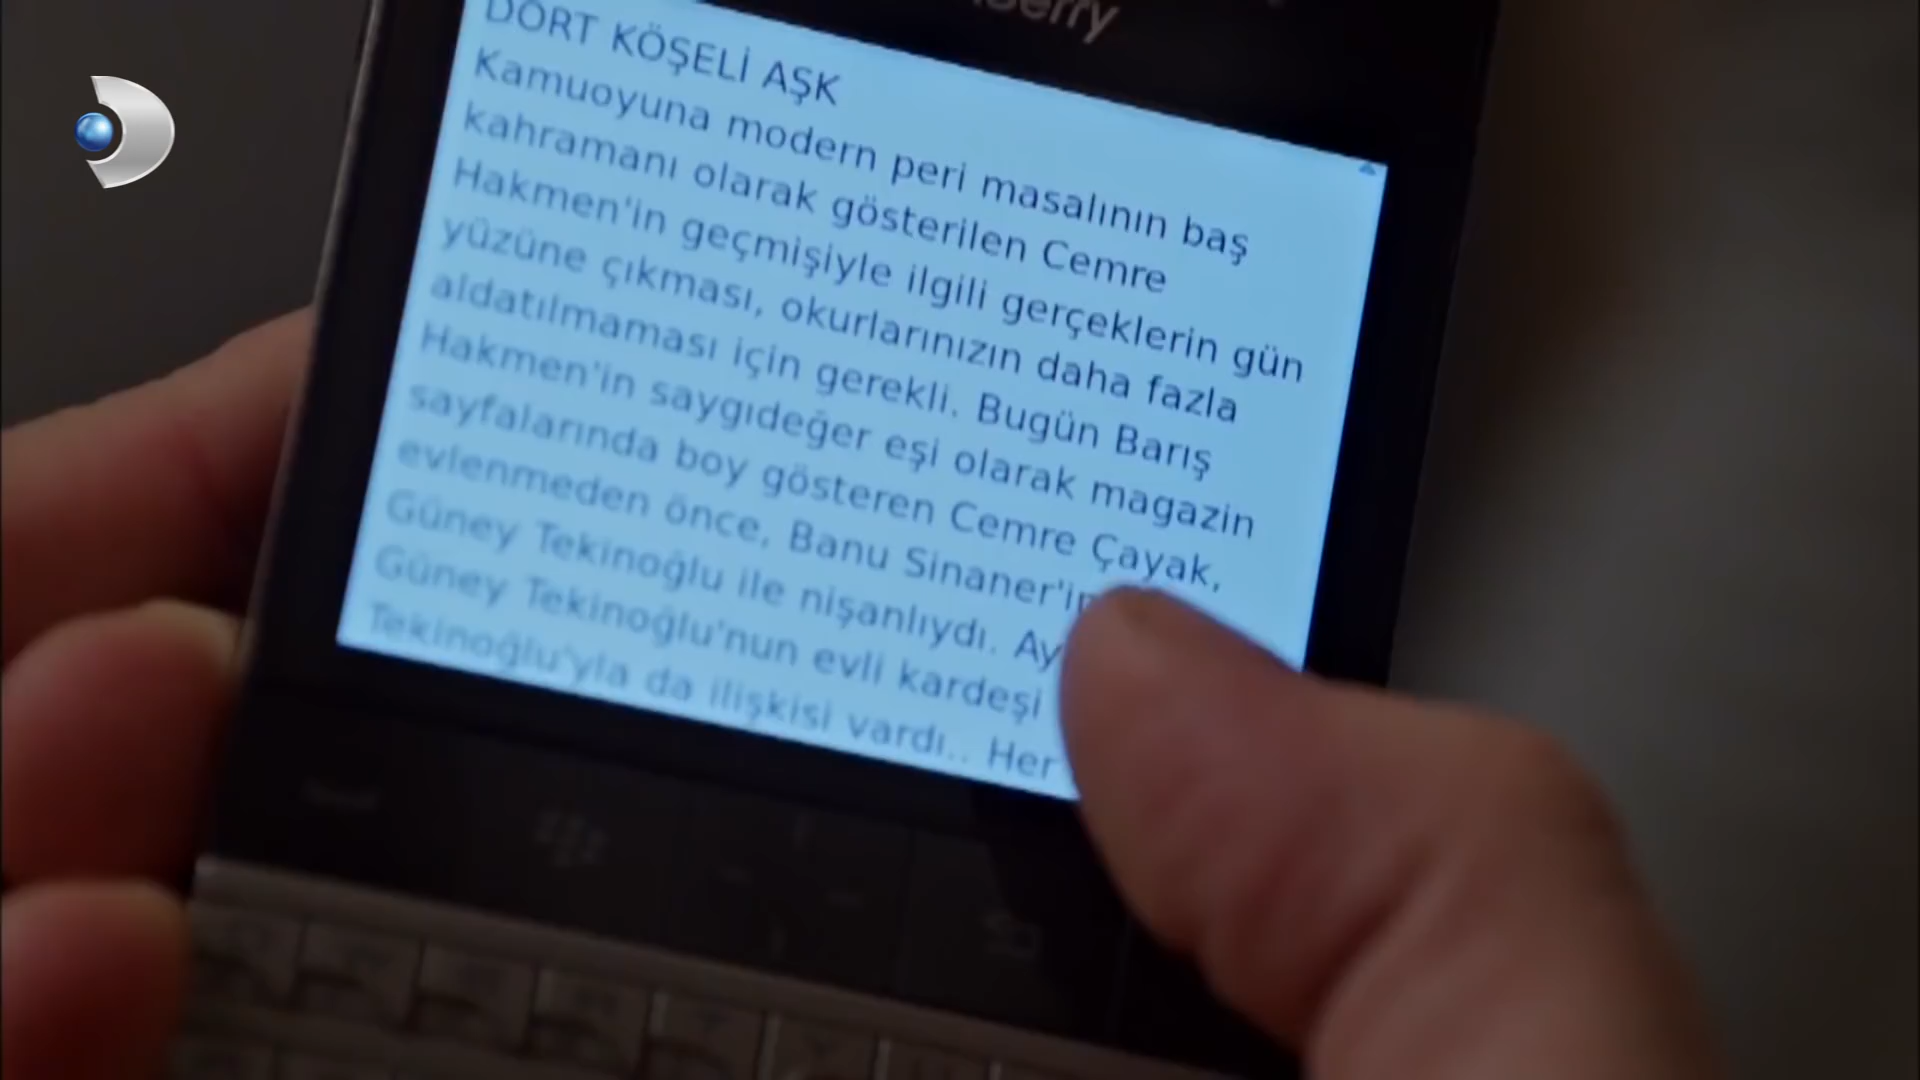 Berry
DÖRT KÖŞELİ AŞK
Kamuoyuna modern peri masalının baş
kahramanı olarak gösterilen Cemre
Hakmen'in geçmişiyle ilgili gerçeklerin gün
yüzüne çıkması, okurlarınızın daha fazla
aldatılmaması için gerekli. Bugün Barış
Hakmen'in saygıdeğer eşi olarak magazin
sayfalarında boy gösteren Cemre Çayak,
evlenmeden önce, Banu Sinaner'in
Güney Tekinoğlu ile nişanlıydı.
Güney Tekinoğlu'nun evli kardeşi
Tekinoğlu'yla da ilişkisi vardı.. Her